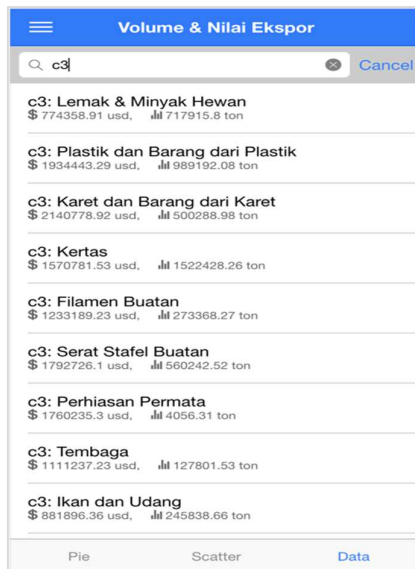 Volume & Nilai Ekspor
c3 Cancel
c3: Lemak & Minyak Hewan
$ 774358.91 usd, 717915.8 ton
c3: Plastik dan Barang dari Plastik
$ 1934443.29 usd, 989192.08 ton
c3: Karet dan Barang dari Karet
$ 2140778.92 usd, 500288.98 ton
c3: Kertas
$ 1570781.53 usd, 1522428.26 ton
c3: Filamen Buatan
$ 1233189.23 usd, 273368.27 ton
c3: Serat Stafel Buatan
$ 1792726.1 usd, 560242.52 ton
c3: Perhiasan Permata
$ 1760235.3 usd, 4056.31 ton
c3: Tembaga
$ 1111237.23 usd, 127801.53 ton
c3: Ikan dan Udang
$ 881896.36 usd, 245838.66 ton
Pie Scatter Data